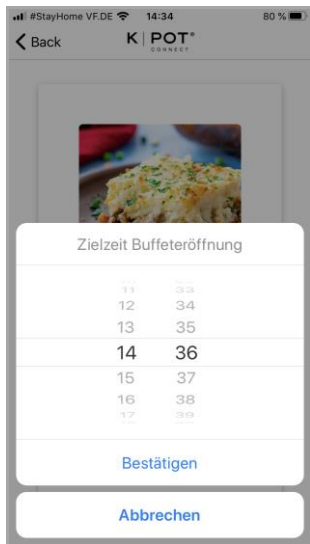 #StayHome VF.DE 14:34 80 %
Back K | POT®
CONNECT
Zielzeit Buffeteröffnung
11 33
12 34
13 35
14 36
15 37
16 38
17 39
Bestätigen
Abbrechen